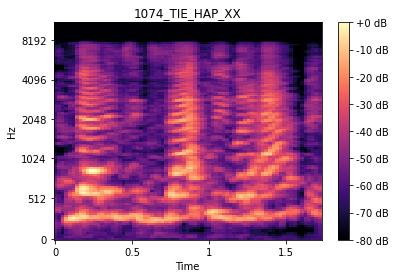 1074_TIE_HAP_XX
+0 dB
8192
-10 dB
4096
-20 dB
-30 dB
2048
Hz
-40 dB
1024
-50 dB
512
-60 dB
-70 dB
0
-80 dB
0
0.5
1
1.5
Time